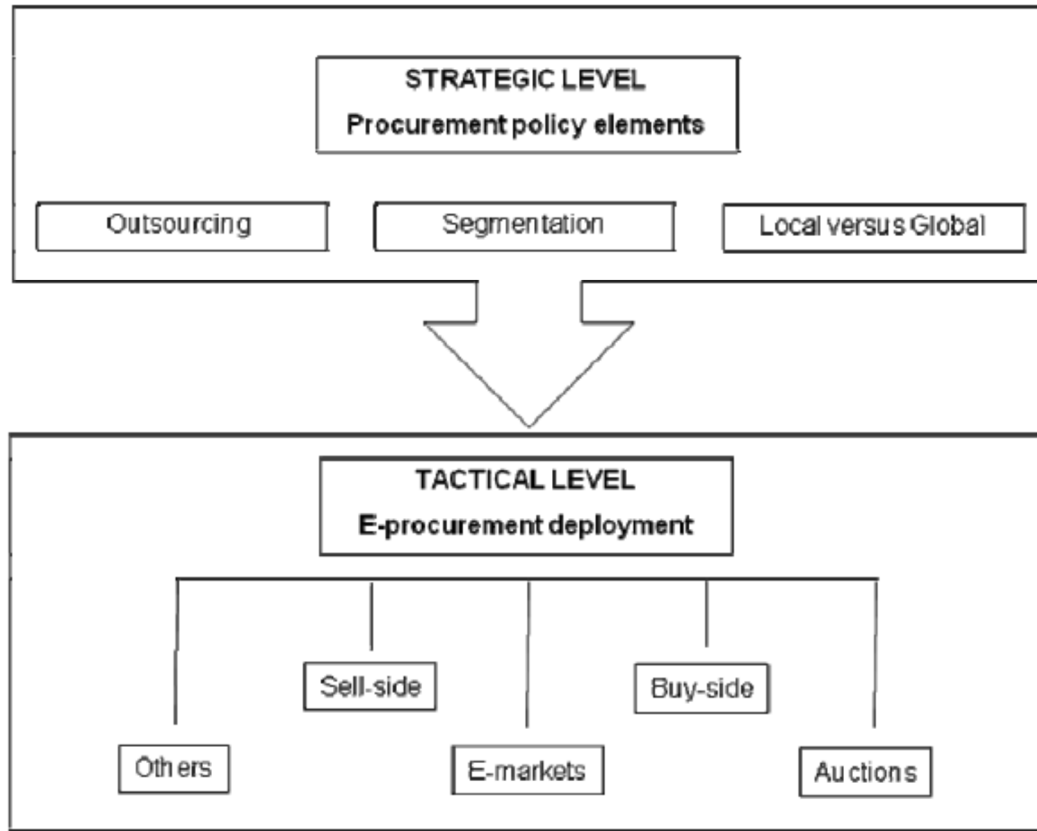 STRATEGIC LEVEL
Procurement policy elements
Outsourcing
Segmentation
Local versus Global
TACTICAL LEVEL
E-procurement deployment
Sell-side
Buy-side
Others
E-markets
Auctions